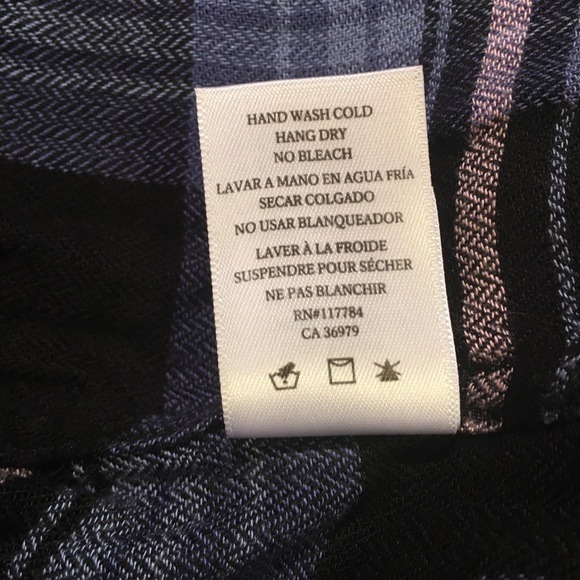 HAND WASH COLD
HANG DRY
NO BLEACH
LAVAR A MANO EN AGUA FRÍA
SECAR COLGADO
NO USAR BLANQUEADOR
LAVER À LA FROIDE
SUSPENDRE POUR SÉCHER
NE PAS BLANCHIR
RN#117784
CA 36979